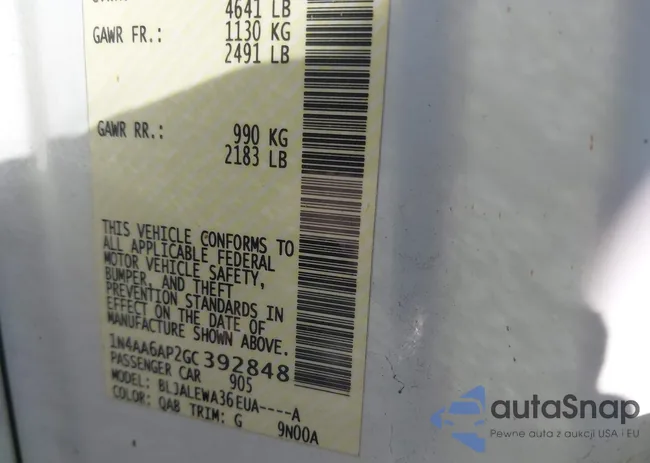 4641 LB
GAWR FR.: 1130 KG
2491 LB
GAWR RR.: 990 KG
2183 LB
THIS VEHICLE CONFORMS TO
ALL APPLICABLE FEDERAL
MOTOR VEHICLE SAFETY,
BUMPER, AND THEFT
PREVENTION STANDARDS IN
EFFECT ON THE DATE OF
MANUFACTURE SHOWN ABOVE.
1N4AA6AP2GC392848
PASSENGER CAR 905
MODEL: BL3ALEWA36EUA----A
COLOR: QAB TRIM: G 9N00A
autaSnap
Pewne auta z aukcji USA i EU